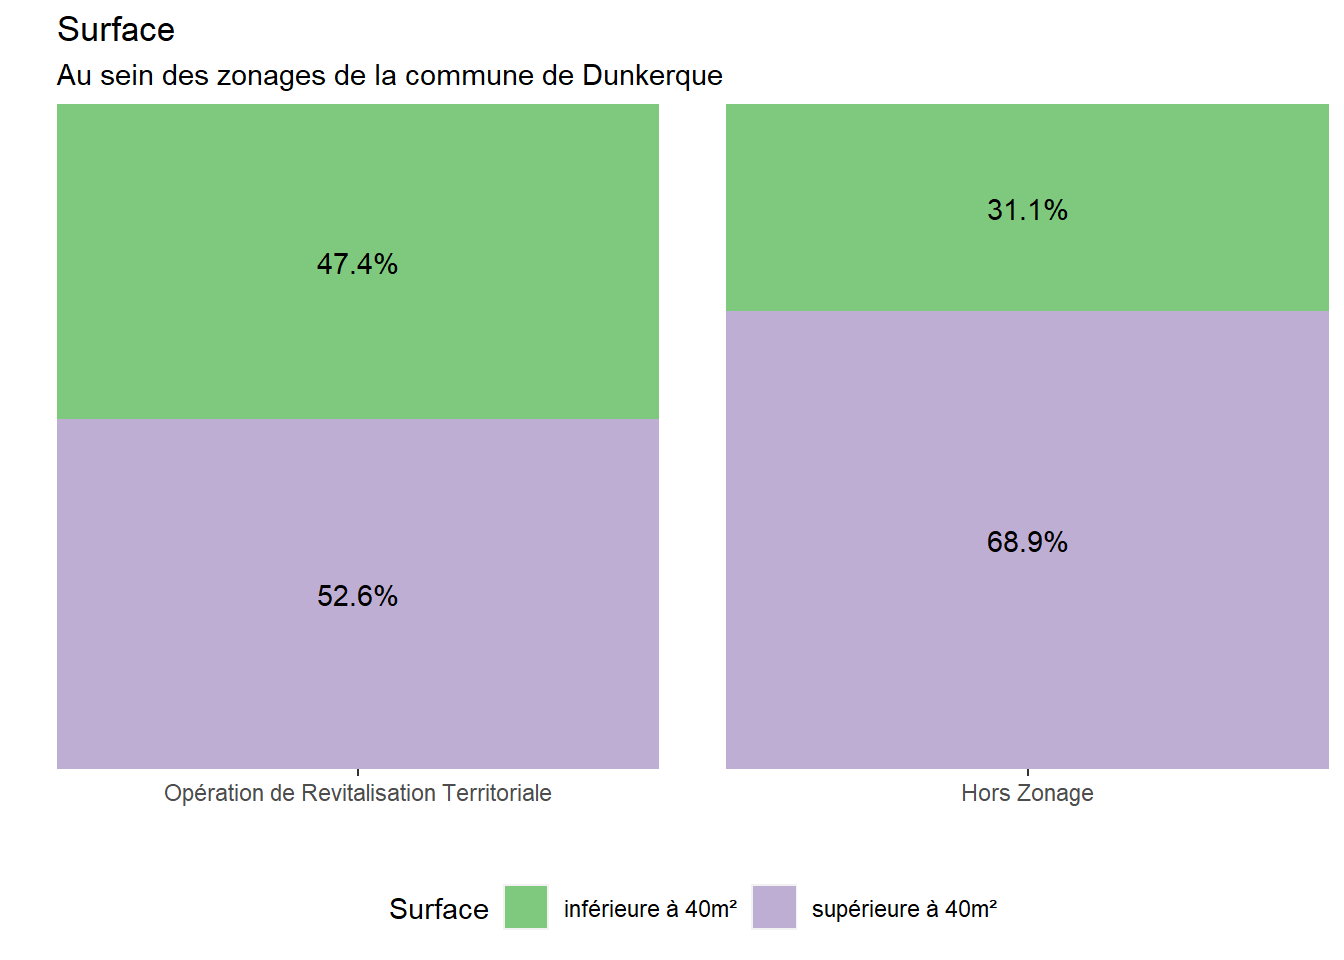 Surface
Au sein des zonages de la commune de Dunkerque
47.4%
31.1%
52.6%
68.9%
Opération de Revitalisation Territoriale
Hors Zonage
Surface
inférieure à 40m²
supérieure à 40m²